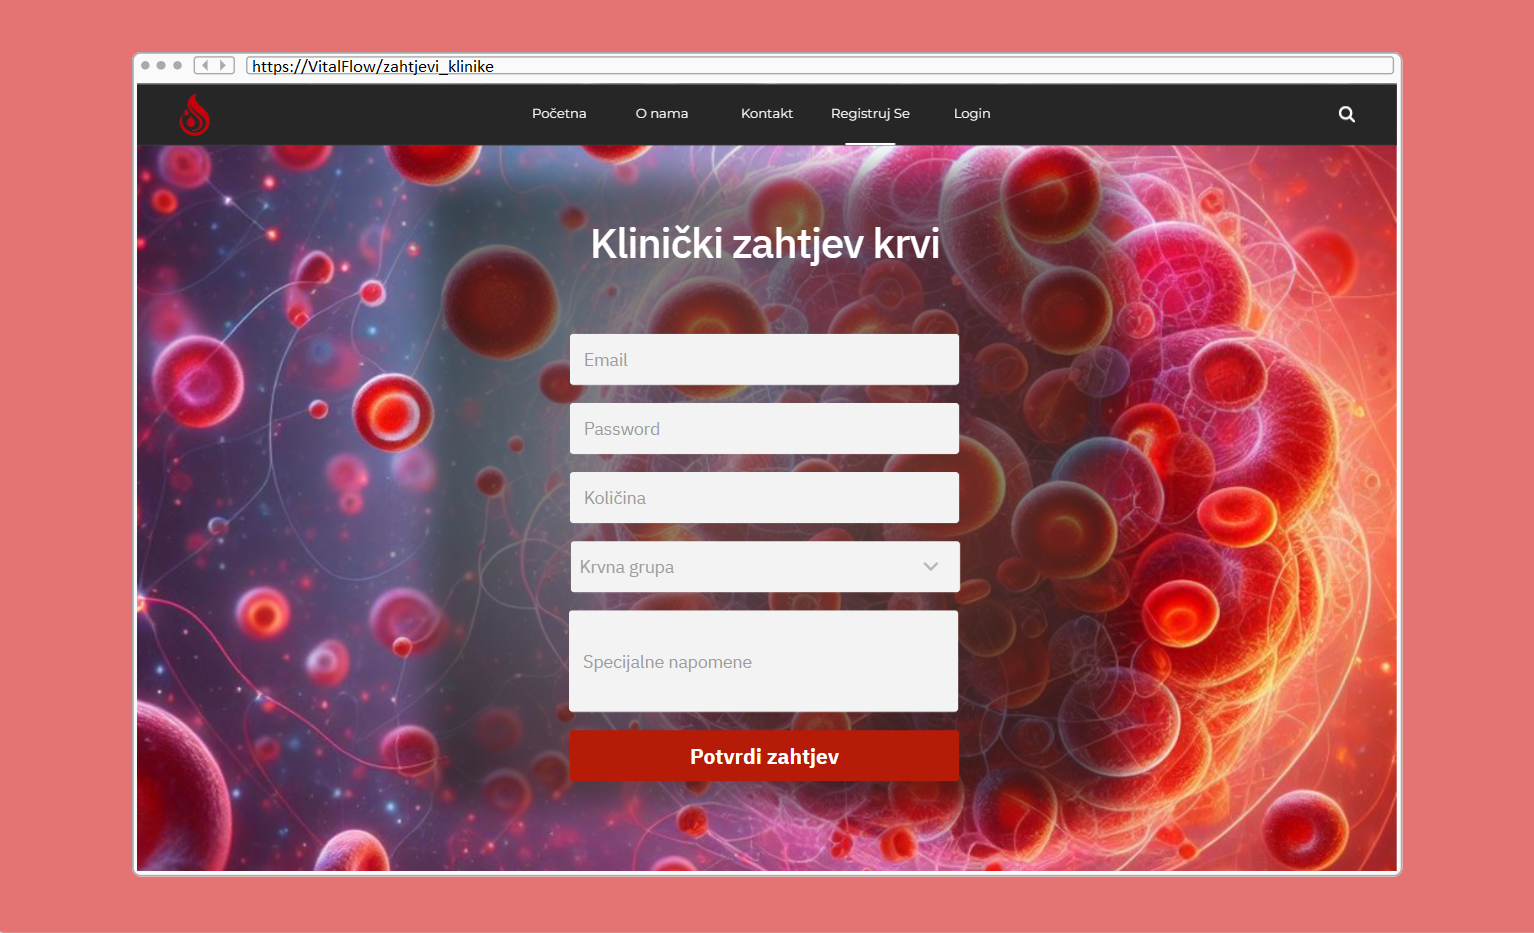 https://VitalFlow/zahtjevi_klinike
Početna O nama Kontakt Registruj Se Login
Klinički zahtjev krvi
Email
Password
Količina
Krvna grupa
Specijalne napomene
Potvrdi zahtjev